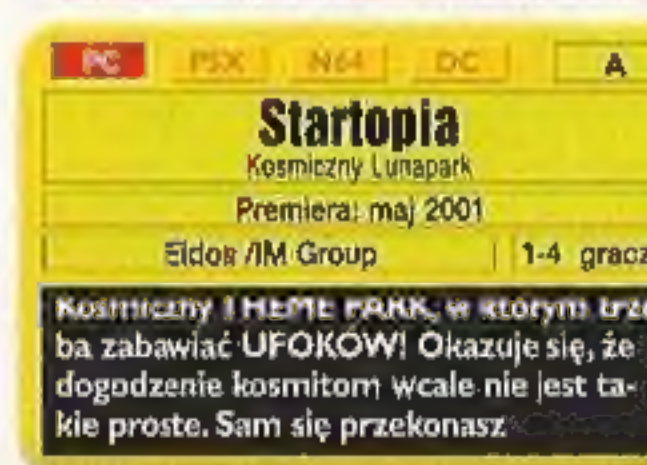 PC PSX N64 DC A
Startopia
Kosmiczny Lunapark
Premiera: maj 2001
Eidos /IM Group 1-4 gracz
Kosmiczny THEME PARK, w którym trze
ba zabawiać UFOKÓW! Okazuje się, że
dogodzenie kosmitom wcale nie jest ta-
kie proste. Sam się przekonasz